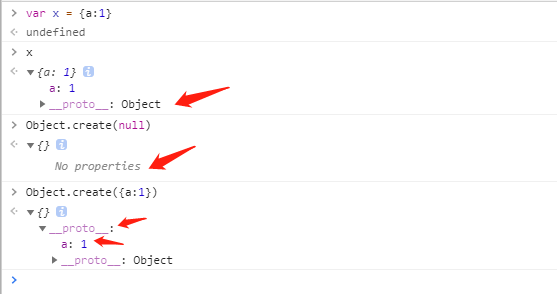 > var x = {a:1}
<· undefined
> x
<· ▼{a: 1} i
a: 1
▶__proto__: Object
> Object.create(null)
<· ▼{} i
No properties
> Object.create({a:1})
<· ▼{} i
▼__proto__:
a: 1
▶__proto__: Object
>